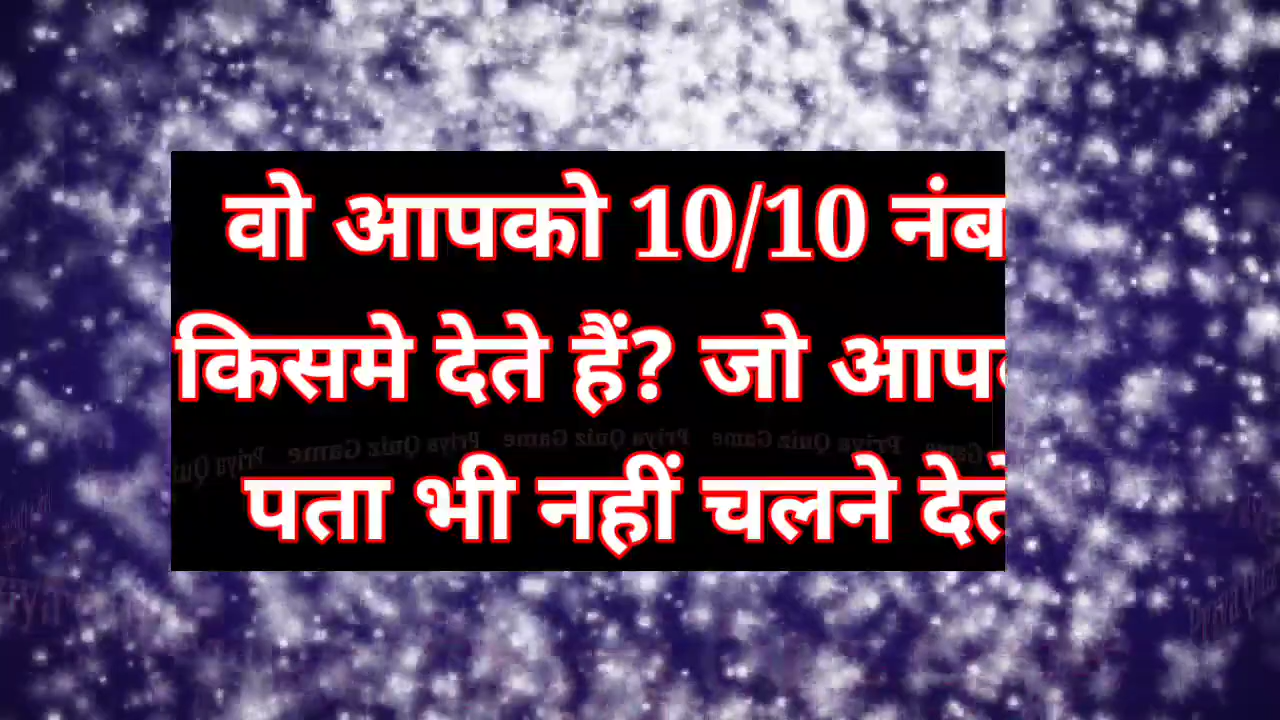 वो आपको 10/10 नंब
किसमे देते हैं? जो आप
Priya Quiz Game Priya Quiz Game Priya Quiz Game
पता भी नहीं चलने देते